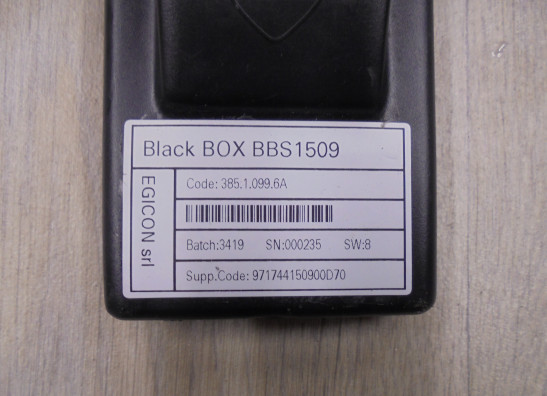 Black BOX BBS1509
EGICON srl
Code: 385.1.099.6A
Batch:3419 SN:000235 SW:8
Supp.Code: 971744150900D70